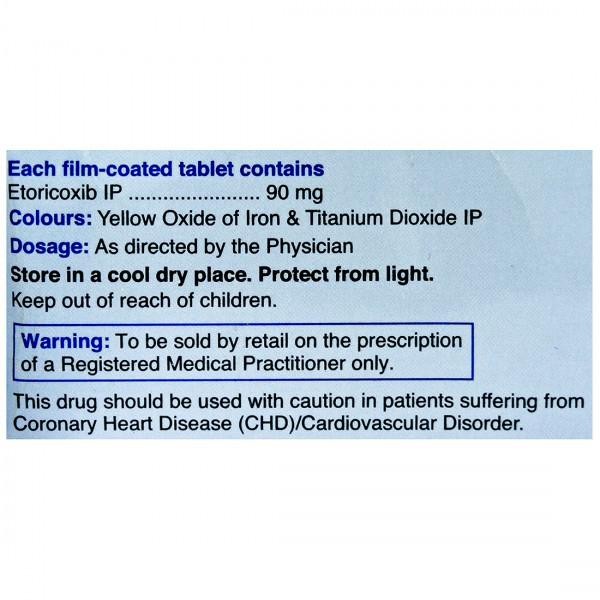 Each film-coated tablet contains
Etoricoxib IP ....................... 90 mg
Colours: Yellow Oxide of Iron & Titanium Dioxide IP
Dosage: As directed by the Physician
Store in a cool dry place. Protect from light.
Keep out of reach of children.
Warning: To be sold by retail on the prescription
of a Registered Medical Practitioner only.
This drug should be used with caution in patients suffering from
Coronary Heart Disease (CHD)/Cardiovascular Disorder.